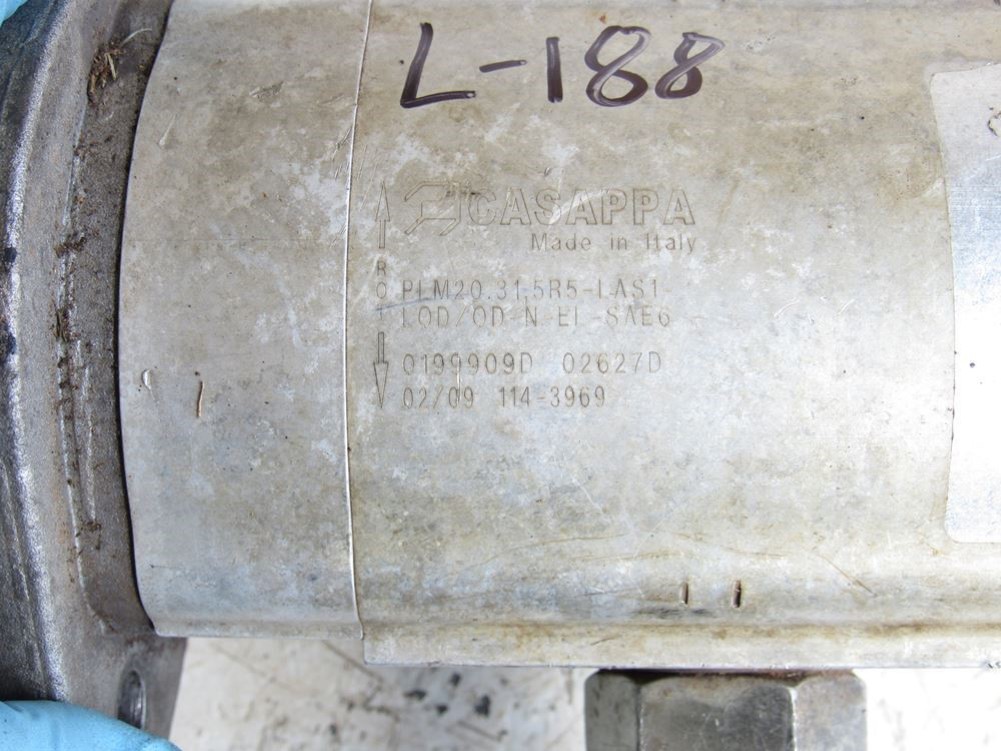 L-188
CASAPPA
Made in Italy
ROT
PLM20.31,5R5-LAS1-
LOD/OD-N-EL-SAE6
0199909D 02627D
02/09 114-3969